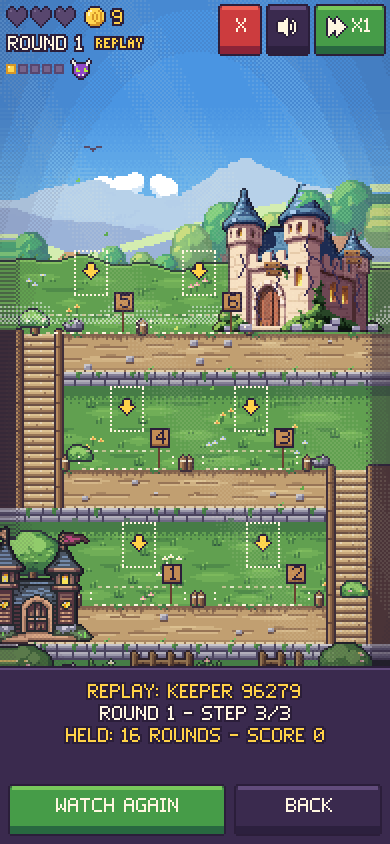 9
X
X1
ROUND 1 REPLAY
5
6
4
3
1
2
REPLAY: KEEPER 96279
ROUND 1 - STEP 3/3
HELD: 16 ROUNDS - SCORE 0
WATCH AGAIN
BACK